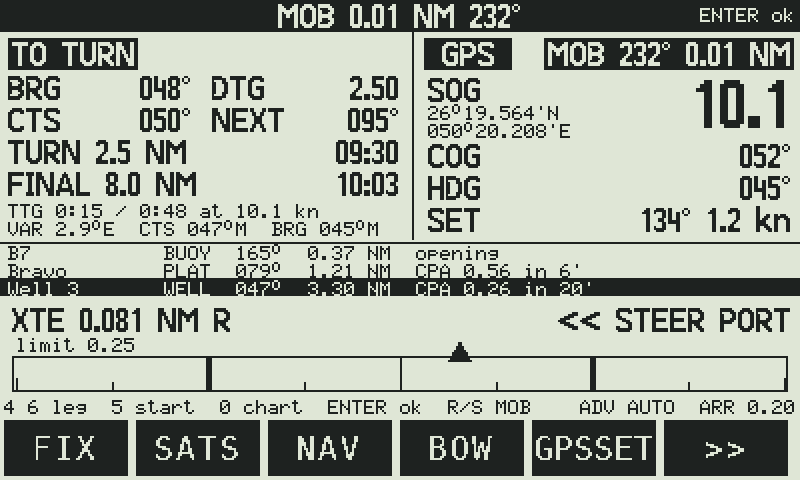 MOB 0.01 NM 232° ENTER ok
TO TURN
BRG 048° DTG 2.50
CTS 050° NEXT 095°
TURN 2.5 NM 09:30
FINAL 8.0 NM 10:03
TTG 0:15 / 0:48 at 10.1 kn
VAR 2.9°E CTS 047°M BRG 045°M
GPS MOB 232° 0.01 NM
SOG 10.1
26°19.564'N
050°20.208'E
COG 052°
HDG 045°
SET 134° 1.2 kn
B7 BUOY 165° 0.37 NM opening
Bravo PLAT 079° 1.21 NM CPA 0.56 in 6'
Well 3 WELL 047° 3.30 NM CPA 0.26 in 20'
XTE 0.081 NM R << STEER PORT
limit 0.25
4 6 leg 5 start 0 chart ENTER ok R/S MOB ADV AUTO ARR 0.20
FIX SATS NAV BOW GPSSET >>